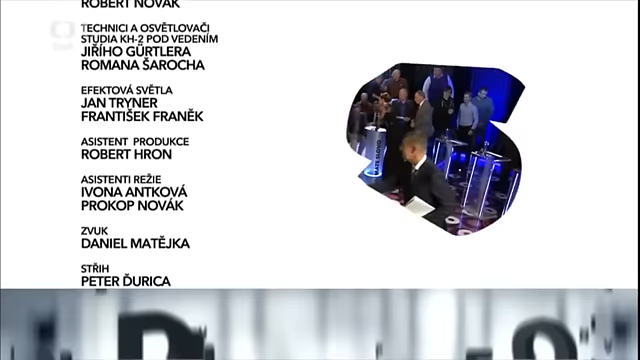 ROBERT NOVÁK
TECHNICI A OSVĚTLOVAČI
STUDIA KH-2 POD VEDENÍM
JIŘÍHO GÜRTLERA
ROMANA ŠAROCHA
EFEKTOVÁ SVĚTLA
JAN TRYNER
FRANTIŠEK FRANĚK
ASISTENT PRODUKCE
ROBERT HRON
ASISTENTI REŽIE
IVONA ANTKOVÁ
PROKOP NOVÁK
ZVUK
DANIEL MATĚJKA
STŘIH
PETER ĎURICA